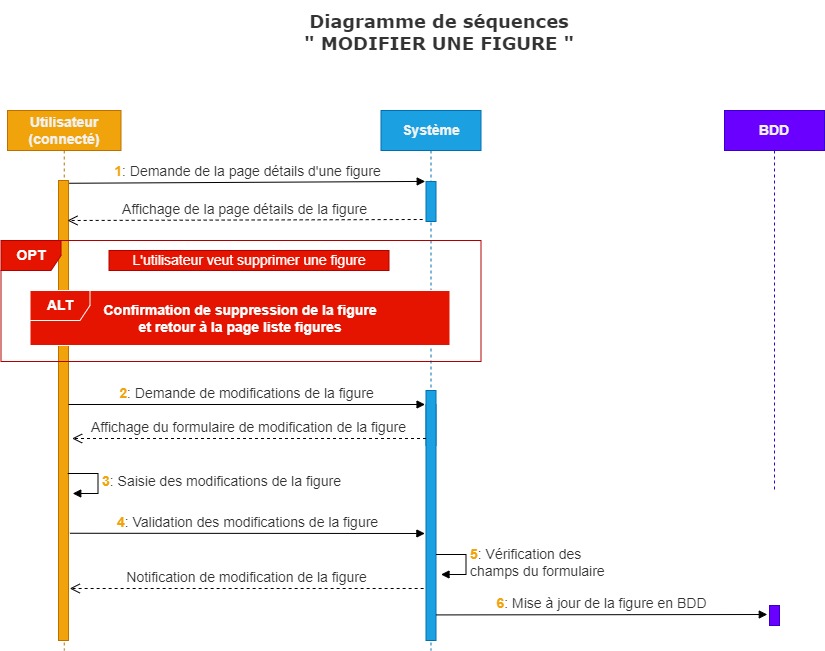 Diagramme de séquences
" MODIFIER UNE FIGURE "
Utilisateur
(connecté)
Système
BDD
1: Demande de la page détails d'une figure
Affichage de la page détails de la figure
OPT
L'utilisateur veut supprimer une figure
ALT
Confirmation de suppression de la figure
et retour à la page liste figures
2: Demande de modifications de la figure
Affichage du formulaire de modification de la figure
3: Saisie des modifications de la figure
4: Validation des modifications de la figure
5: Vérification des
champs du formulaire
Notification de modification de la figure
6: Mise à jour de la figure en BDD